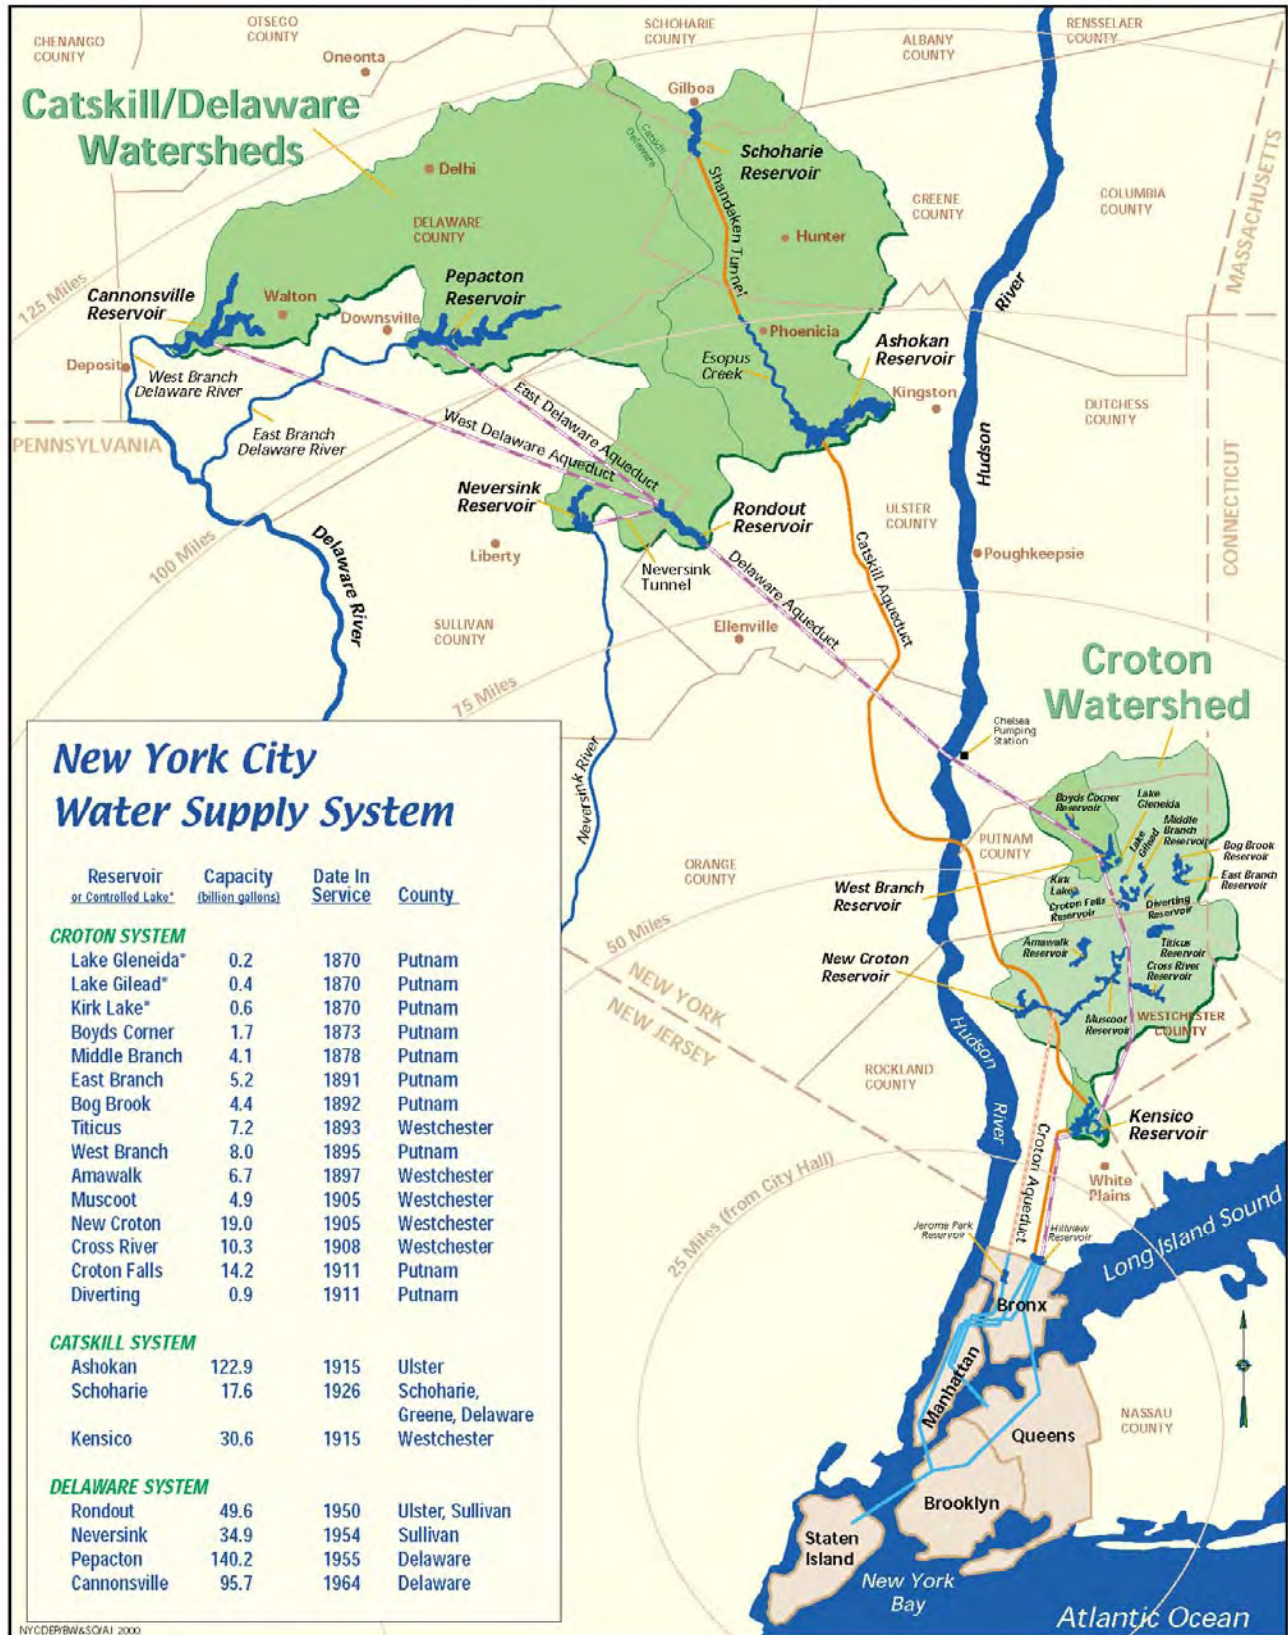 CHENANGO
COUNTY
OTSEGO
COUNTY
Oneonta
SCHOHARIE
COUNTY
ALBANY
COUNTY
RENSSELAER
COUNTY
Catskill/Delaware
Watersheds
Gilboa
Catskill
Delaware
Schoharie
Reservoir
Delhi
Shandaken Tunnel
GREENE
COUNTY
COLUMBIA
COUNTY
MASSACHUSETTS
DELAWARE
COUNTY
Hunter
125 Miles
Cannonsville
Reservoir
Walton
Pepacton
Reservoir
Downsville
River
Phoenicia
Ashokan
Reservoir
Deposit
West Branch
Delaware River
Esopus
Creek
Kingston
DUTCHESS
COUNTY
East Delaware Aqueduct
West Delaware Aqueduct
PENNSYLVANIA
East Branch
Delaware River
Hudson
CONNECTICUT
Neversink
Reservoir
Rondout
Reservoir
ULSTER
COUNTY
100 Miles
Delaware River
Liberty
Neversink
Tunnel
Delaware Aqueduct
Catskill Aqueduct
Poughkeepsie
SULLIVAN
COUNTY
Ellenville
75 Miles
Croton
Watershed
Chelsea
Pumping
Station
Neversink River
Boyds Corner
Reservoir
Lake
Gleneida
Lake
Gilead
Middle
Branch
Reservoir
Bog Brook
Reservoir
PUTNAM
COUNTY
ORANGE
COUNTY
East Branch
Reservoir
West Branch
Reservoir
Kirk
Lake
Croton Falls
Reservoir
Diverting
Reservoir
50 Miles
Amawalk
Reservoir
Titicus
Reservoir
New Croton
Reservoir
Cross River
Reservoir
NEW YORK
NEW JERSEY
Muscoot
Reservoir
WESTCHESTER
COUNTY
Hudson
River
ROCKLAND
COUNTY
Kensico
Reservoir
Croton Aqueduct
White
Plains
25 Miles (from City Hall)
Jerome Park
Reservoir
Hillview
Reservoir
Long Island Sound
Bronx
Manhattan
Queens
NASSAU
COUNTY
Brooklyn
Staten
Island
New York
Bay
Atlantic Ocean
New York City
Water Supply System
Reservoir
or Controlled Lake*
Capacity
(billion gallons)
Date In
Service
County
CROTON SYSTEM
Lake Gleneida* 0.2 1870 Putnam
Lake Gilead* 0.4 1870 Putnam
Kirk Lake* 0.6 1870 Putnam
Boyds Corner 1.7 1873 Putnam
Middle Branch 4.1 1878 Putnam
East Branch 5.2 1891 Putnam
Bog Brook 4.4 1892 Putnam
Titicus 7.2 1893 Westchester
West Branch 8.0 1895 Putnam
Amawalk 6.7 1897 Westchester
Muscoot 4.9 1905 Westchester
New Croton 19.0 1905 Westchester
Cross River 10.3 1908 Westchester
Croton Falls 14.2 1911 Putnam
Diverting 0.9 1911 Putnam
CATSKILL SYSTEM
Ashokan 122.9 1915 Ulster
Schoharie 17.6 1926 Schoharie,
Greene, Delaware
Kensico 30.6 1915 Westchester
DELAWARE SYSTEM
Rondout 49.6 1950 Ulster, Sullivan
Neversink 34.9 1954 Sullivan
Pepacton 140.2 1955 Delaware
Cannonsville 95.7 1964 Delaware
NYCDEP/BW&SO/AJ 2000